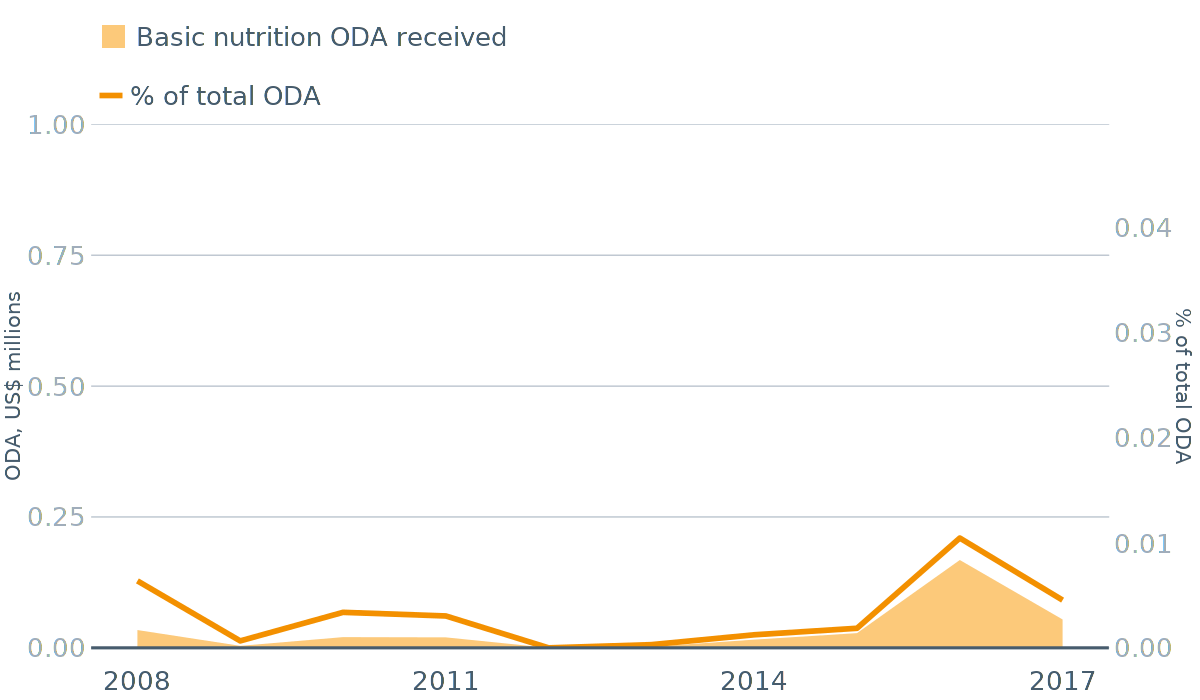 Basic nutrition ODA received
% of total ODA
1.00
0.75
0.50
0.25
0.00
ODA, US$ millions
0.04
0.03
0.02
0.01
0.00
% of total ODA
2008 2011 2014 2017